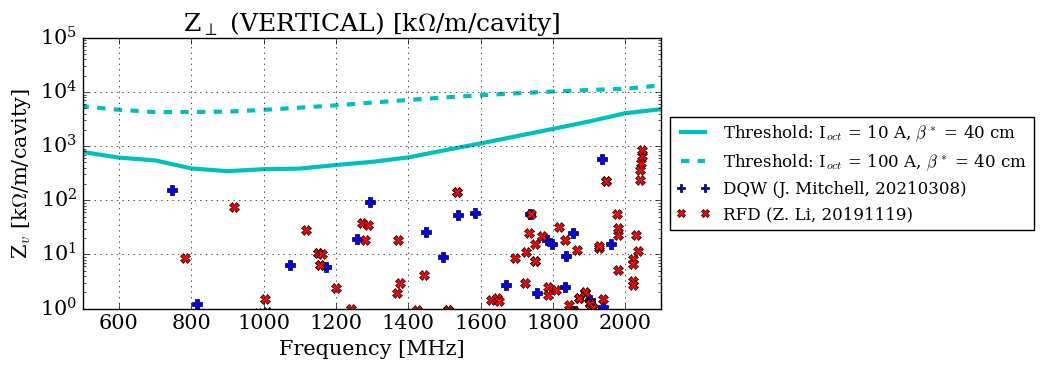 Z⊥ (VERTICAL) [kΩ/m/cavity]
Z_v [kΩ/m/cavity]
10^5
10^4
10^3
10^2
10^1
10^0
600 800 1000 1200 1400 1600 1800 2000
Frequency [MHz]
Threshold: I_oct = 10 A, β* = 40 cm
Threshold: I_oct = 100 A, β* = 40 cm
DQW (J. Mitchell, 20210308)
RFD (Z. Li, 20191119)